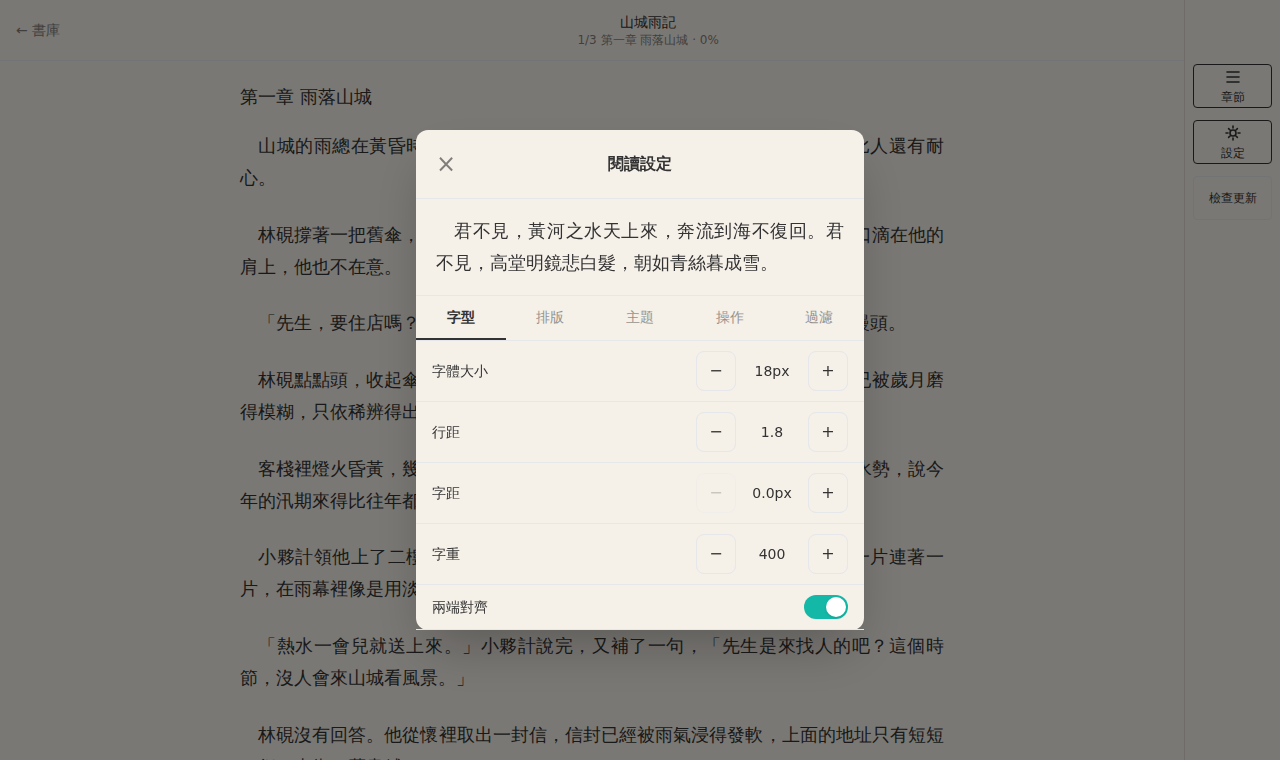 ← 書庫
山城雨記
1/3 第一章 雨落山城 · 0%
章節
設定
檢查更新
第一章 雨落山城
山城的雨總在黃昏時
人還有耐
心。
林硯撐著一把舊傘，
滴在他的
肩上，他也不在意。
「先生，要住店嗎？
頭。
林硯點點頭，收起傘
被歲月磨
得模糊，只依稀辨得出
客棧裡燈火昏黃，幾
勢，說今
年的汛期來得比往年都
小夥計領他上了二樓
片連著一
片，在雨幕裡像是用淡
「熱水一會兒就送上來。」小夥計說完，又補了一句，「先生是來找人的吧？這個時
節，沒人會來山城看風景。」
林硯沒有回答。他從懷裡取出一封信，信封已經被雨氣浸得發軟，上面的地址只有短短
×
閱讀設定
君不見，黃河之水天上來，奔流到海不復回。君
不見，高堂明鏡悲白髮，朝如青絲暮成雪。
字型 排版 主題 操作 過濾
字體大小 − 18px +
行距 − 1.8 +
字距 − 0.0px +
字重 − 400 +
兩端對齊